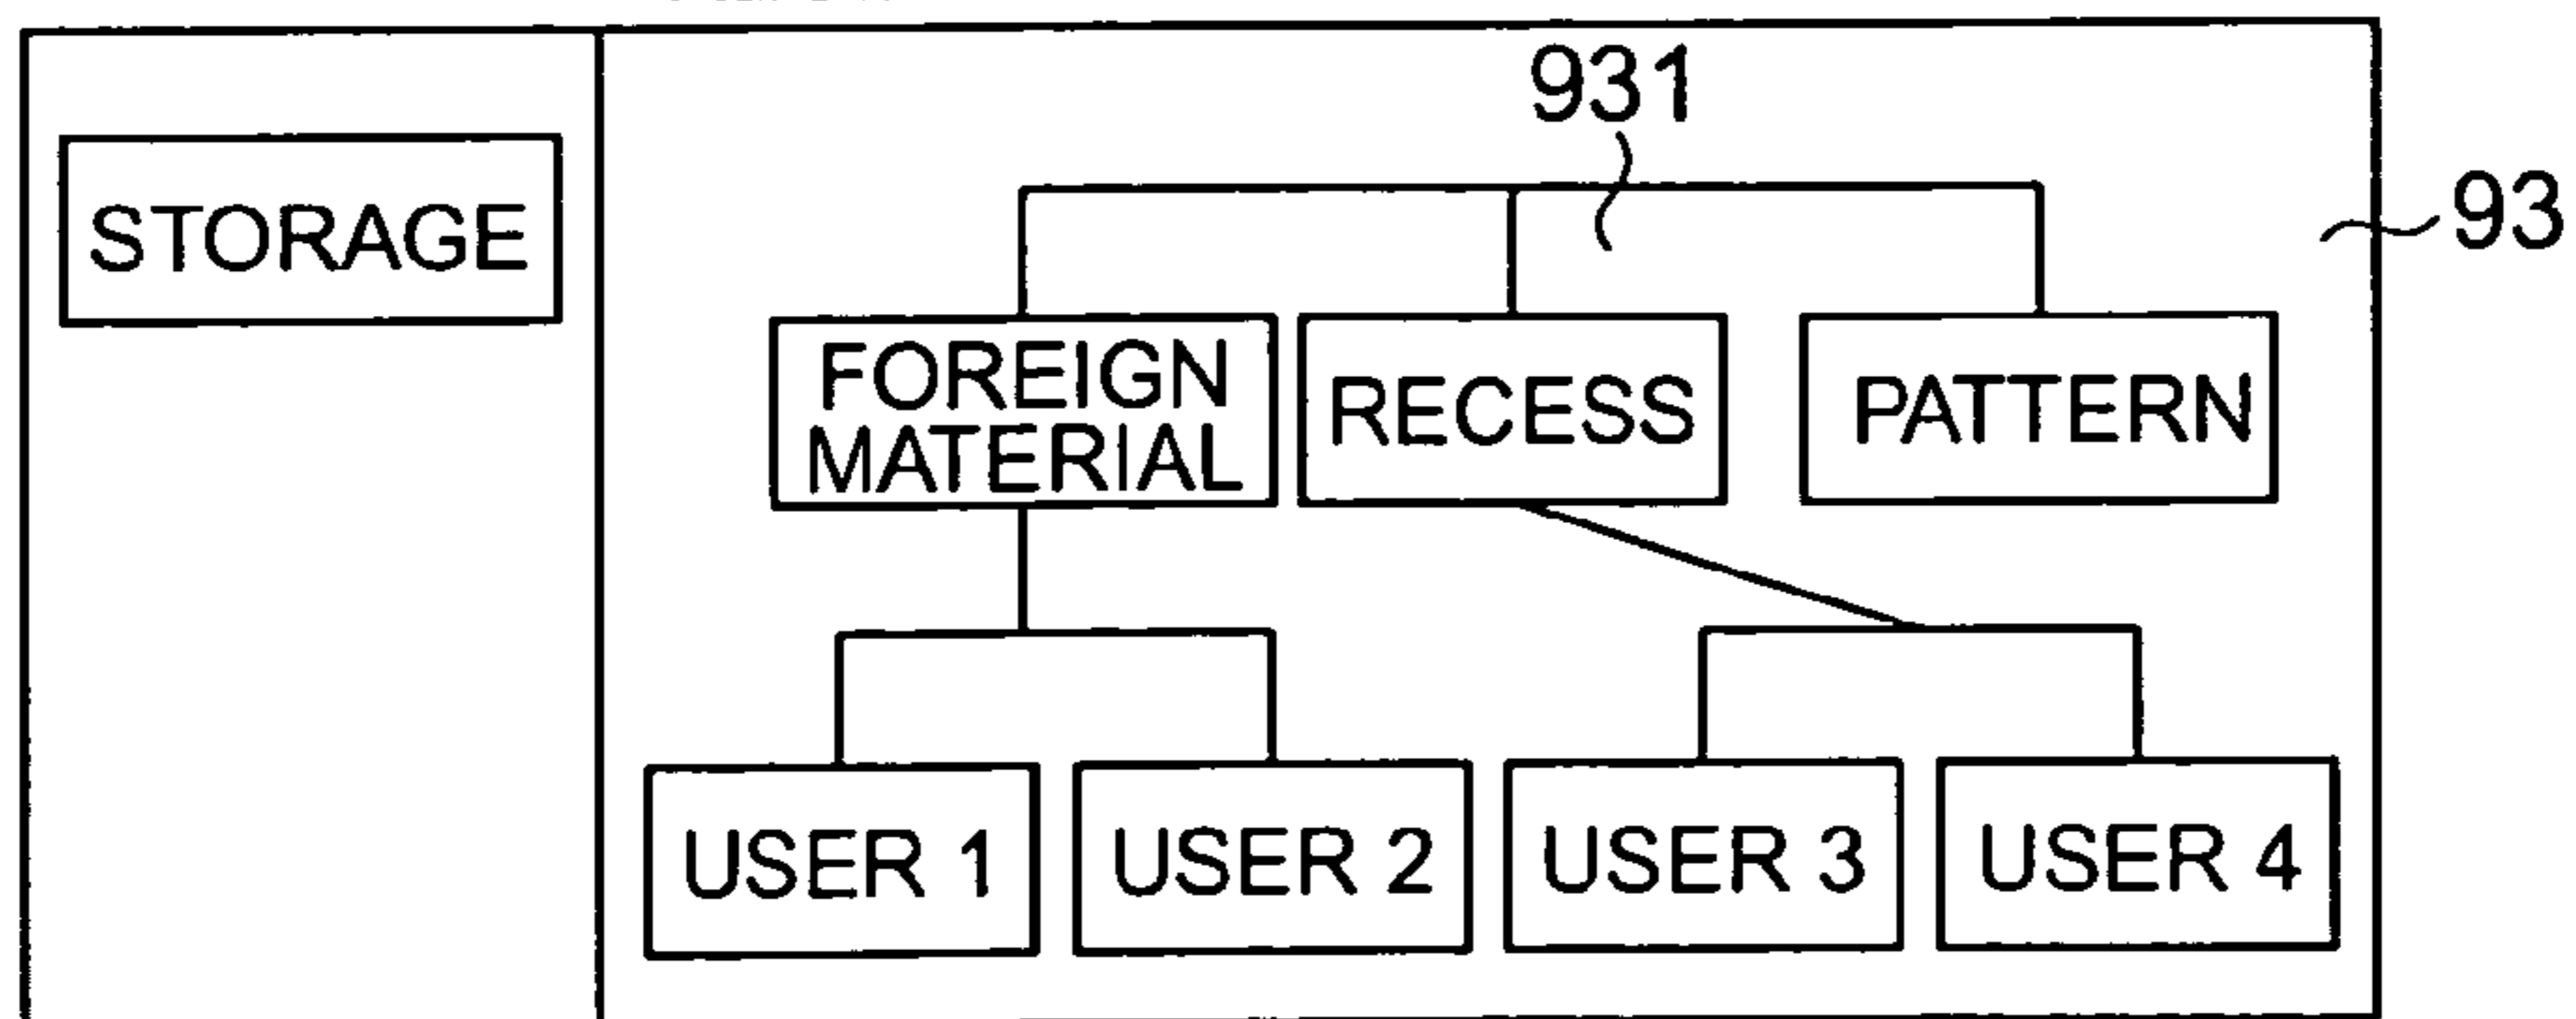 931
93
STORAGE
FOREIGN
MATERIAL
RECESS
PATTERN
USER 1
USER 2
USER 3
USER 4